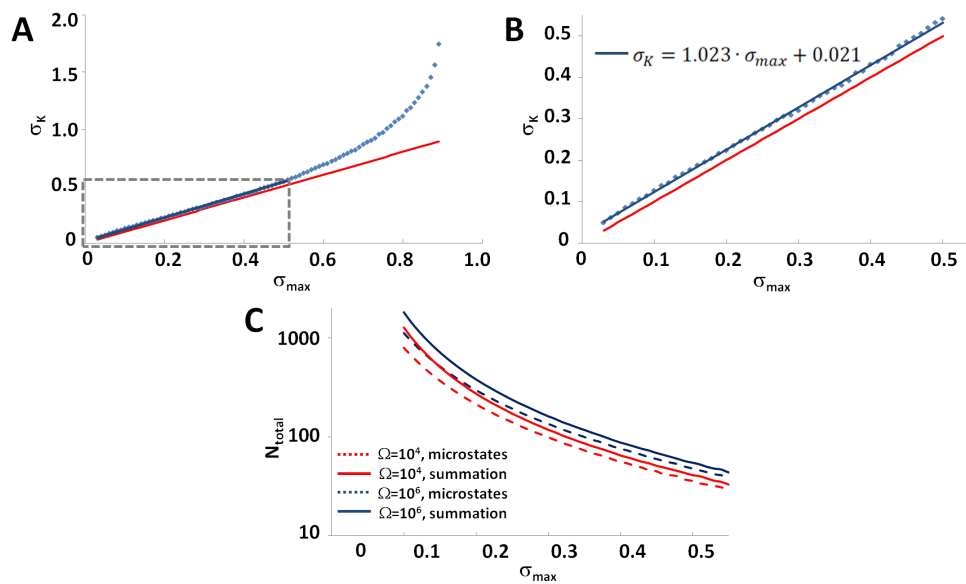 A
2.0
1.5
1.0
0.5
0
σK
0
0.2
0.4
0.6
0.8
1.0
σmax
B
σK = 1.023 · σmax + 0.021
0.5
0.4
0.3
0.2
0.1
0
σK
0
0.1
0.2
0.3
0.4
0.5
σmax
C
1000
100
10
Ntotal
Ω=10⁴, microstates
Ω=10⁴, summation
Ω=10⁶, microstates
Ω=10⁶, summation
0
0.1
0.2
0.3
0.4
0.5
σmax